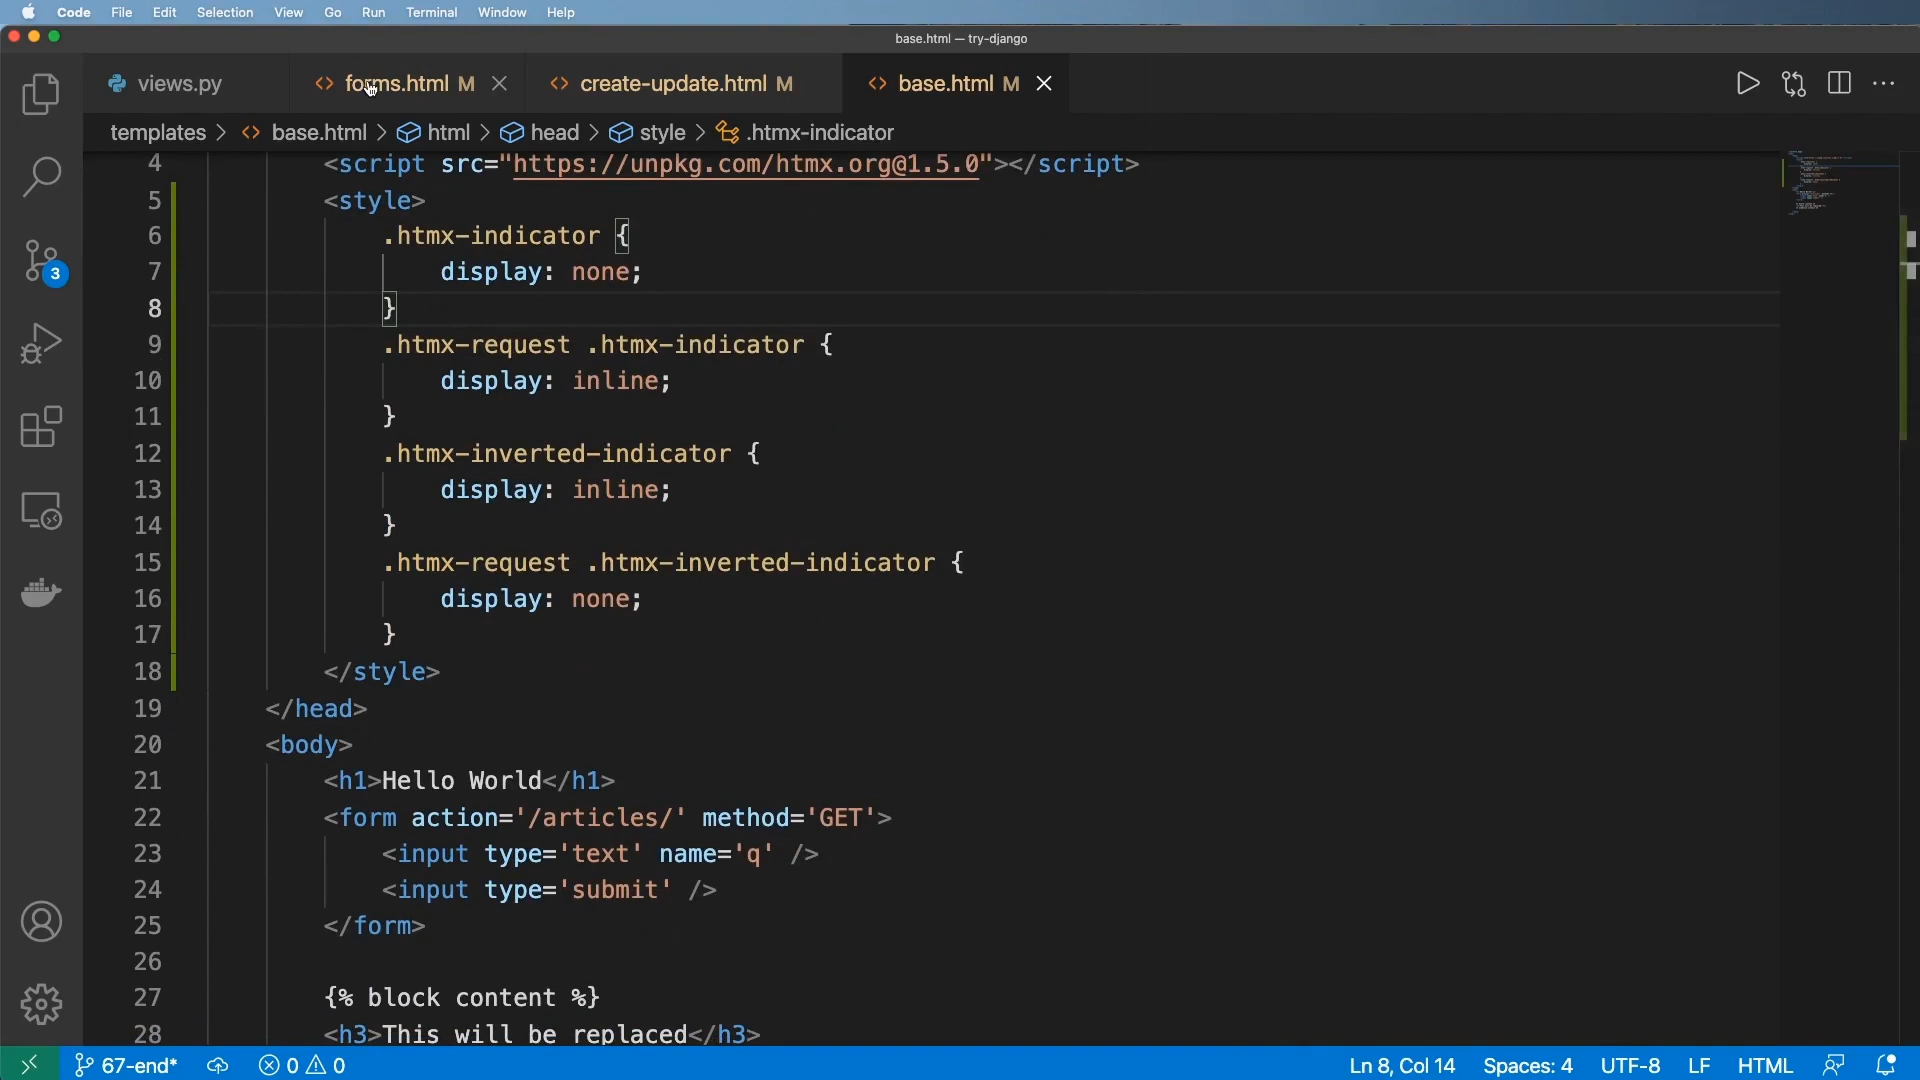 Code File Edit Selection View Go Run Terminal Window Help
base.html — try-django
views.py forms.html M create-update.html M base.html M
templates > base.html > html > head > style > .htmx-indicator
4 <script src="https://unpkg.com/htmx.org@1.5.0"></script>
5 <style>
6 .htmx-indicator {
7 display: none;
8 }
9 .htmx-request .htmx-indicator {
10 display: inline;
11 }
12 .htmx-inverted-indicator {
13 display: inline;
14 }
15 .htmx-request .htmx-inverted-indicator {
16 display: none;
17 }
18 </style>
19 </head>
20 <body>
21 <h1>Hello World</h1>
22 <form action='/articles/' method='GET'>
23 <input type='text' name='q' />
24 <input type='submit' />
25 </form>
26
27 {% block content %}
28 <h3>This will be replaced</h3>
3
67-end* 0 0 Ln 8, Col 14 Spaces: 4 UTF-8 LF HTML